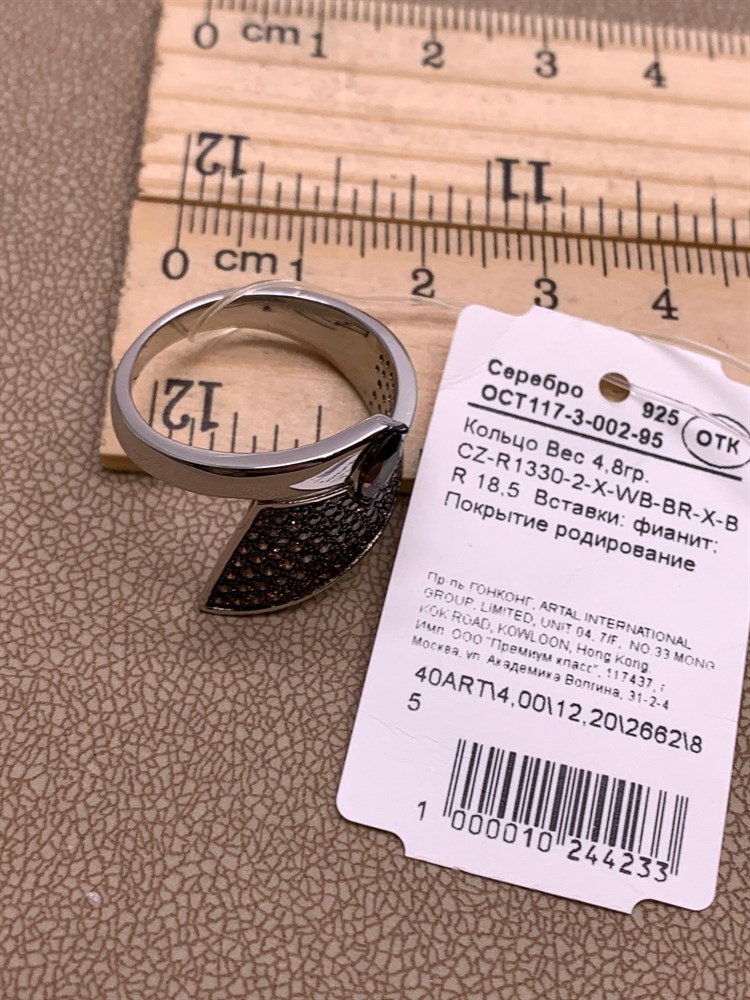 0 cm 1 2 3 4
12 11
0 cm 1 2 3 4
12
Серебро 925
ОСТ117-3-002-95 ОТК
Кольцо Вес 4,8гр.
CZ-R1330-2-X-WB-BR-X-B
R 18,5 Вставки: фианит:
Покрытие родирование
Пр-ль ГОНКОНГ, ARTAL INTERNATIONAL
GROUP, LIMITED, UNIT 04, 7/F, NO 33 MONG
KOK ROAD, KOWLOON, Hong Kong.
Имп. ООО "Премиум класс", 117437, г
Москва, ул. Академика Волгина, 31-2-4
40ART\4,00\12,20\2662\8
5
1 000010 244233